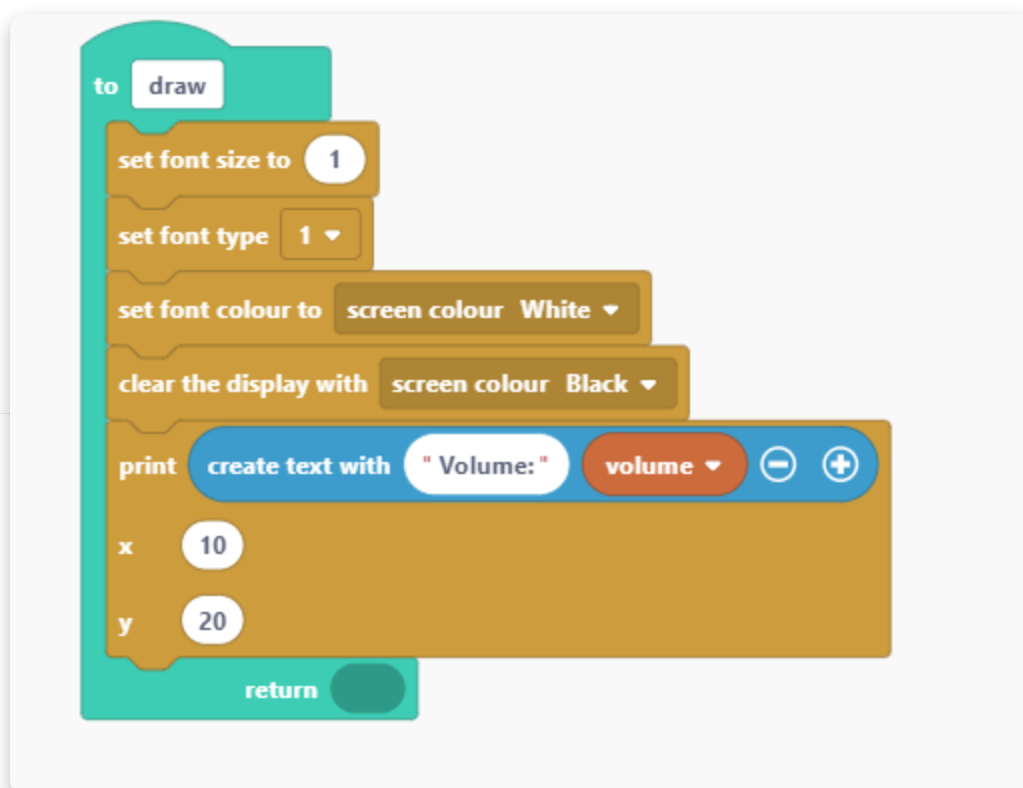 to draw
set font size to 1
set font type 1
set font colour to screen colour White
clear the display with screen colour Black
print create text with " Volume: " volume
x 10
y 20
return